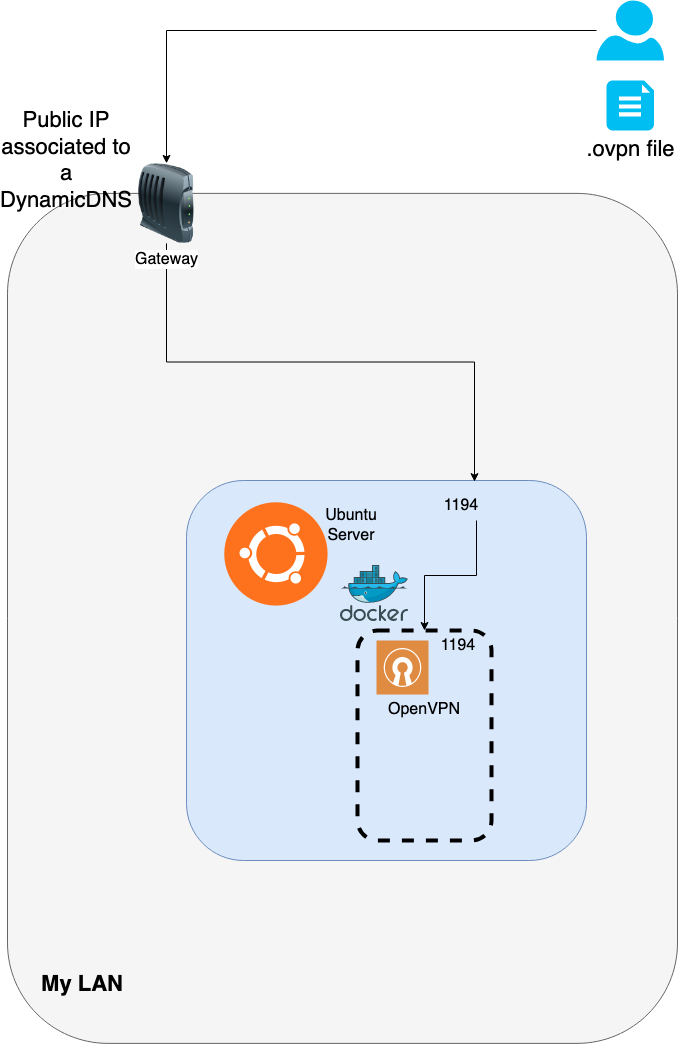 .ovpn file
Public IP
associated to
a
DynamicDNS
Gateway
1194
Ubuntu
Server
docker
1194
OpenVPN
My LAN